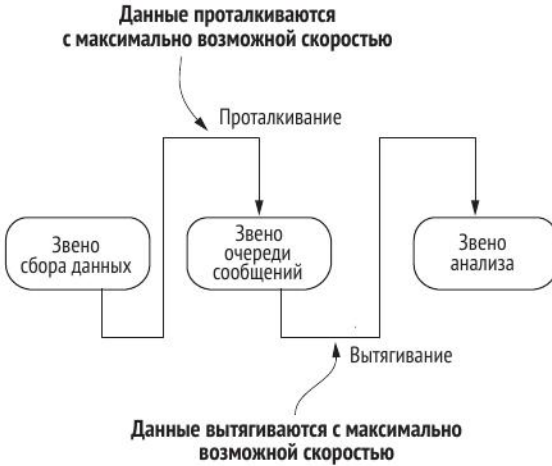 Данные проталкиваются
с максимально возможной скоростью
Проталкивание
Звено
сбора данных
Звено
очереди
сообщений
Звено
анализа
Вытягивание
Данные вытягиваются с максимально
возможной скоростью